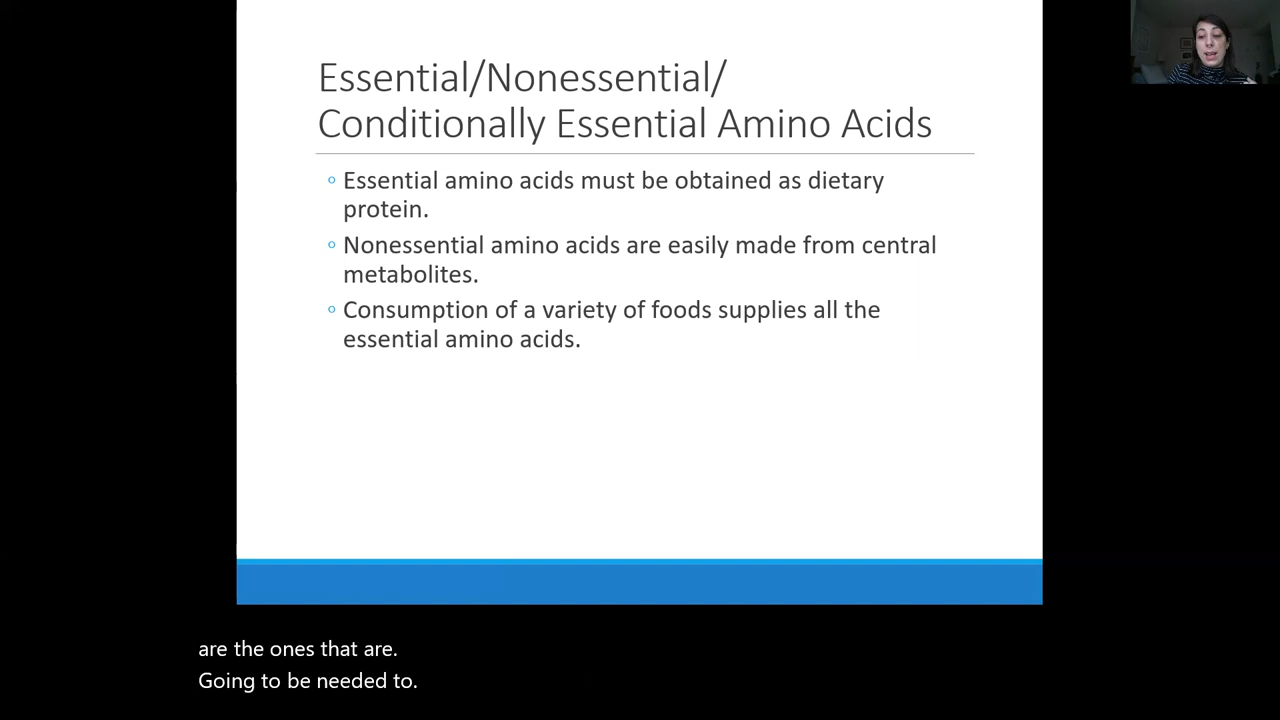 Essential/Nonessential/
Conditionally Essential Amino Acids
◦ Essential amino acids must be obtained as dietary
protein.
◦ Nonessential amino acids are easily made from central
metabolites.
◦ Consumption of a variety of foods supplies all the
essential amino acids.
are the ones that are.
Going to be needed to.